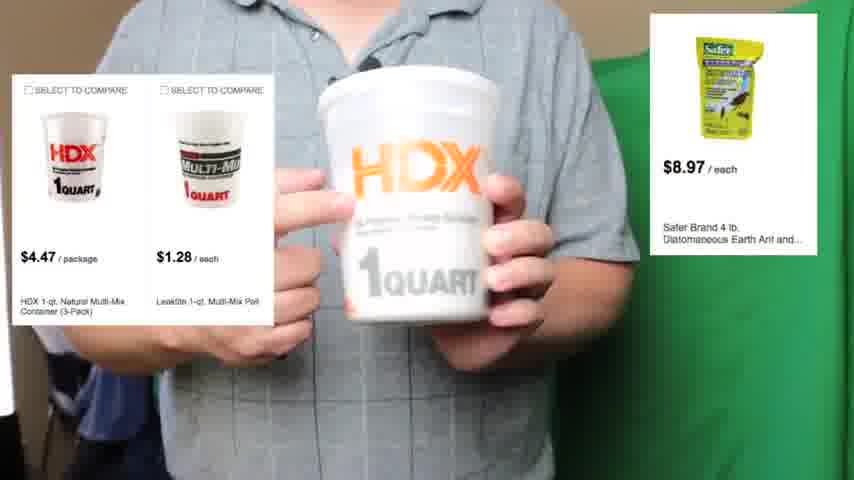 SELECT TO COMPARE
SELECT TO COMPARE
HDX
1 QUART
MULTI-MIX
1 QUART
$4.47 / package
$1.28 / each
HDX 1-qt. Natural Multi-Mix
Container (3-Pack)
Leaktite 1-qt. Multi-Mix Pail
HDX
1 QUART
Safer
$8.97 / each
Safer Brand 4 lb.
Diatomaceous Earth Ant and...